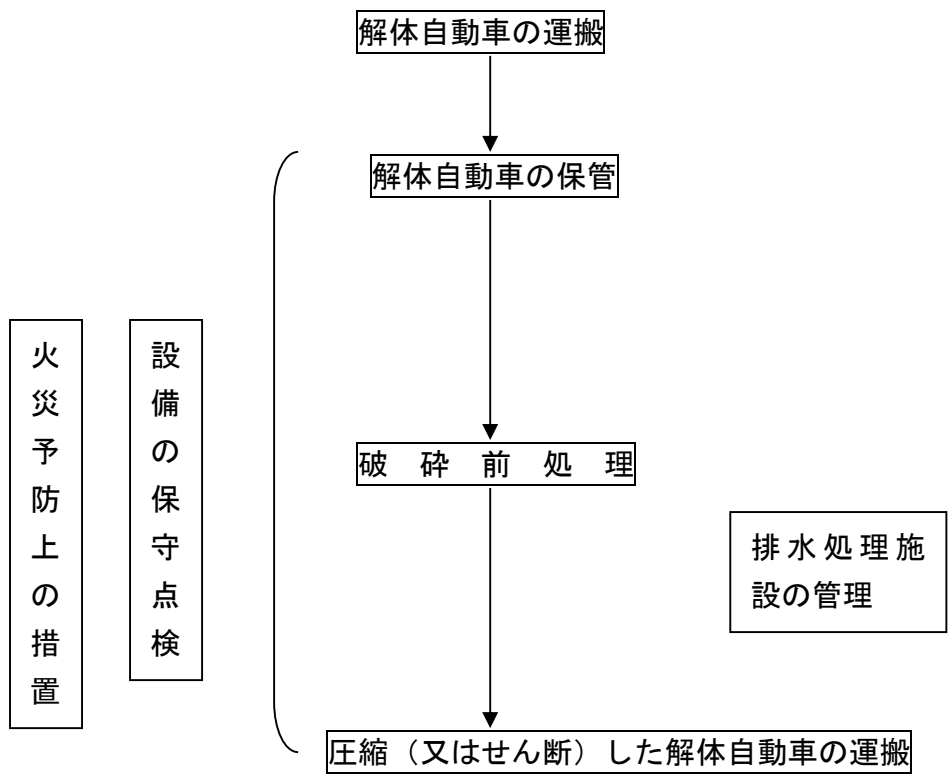 解体自動車の運搬
解体自動車の保管
火災予防上の措置
設備の保守点検
破　砕　前　処　理
排水処理施
設の管理
圧縮（又はせん断）した解体自動車の運搬